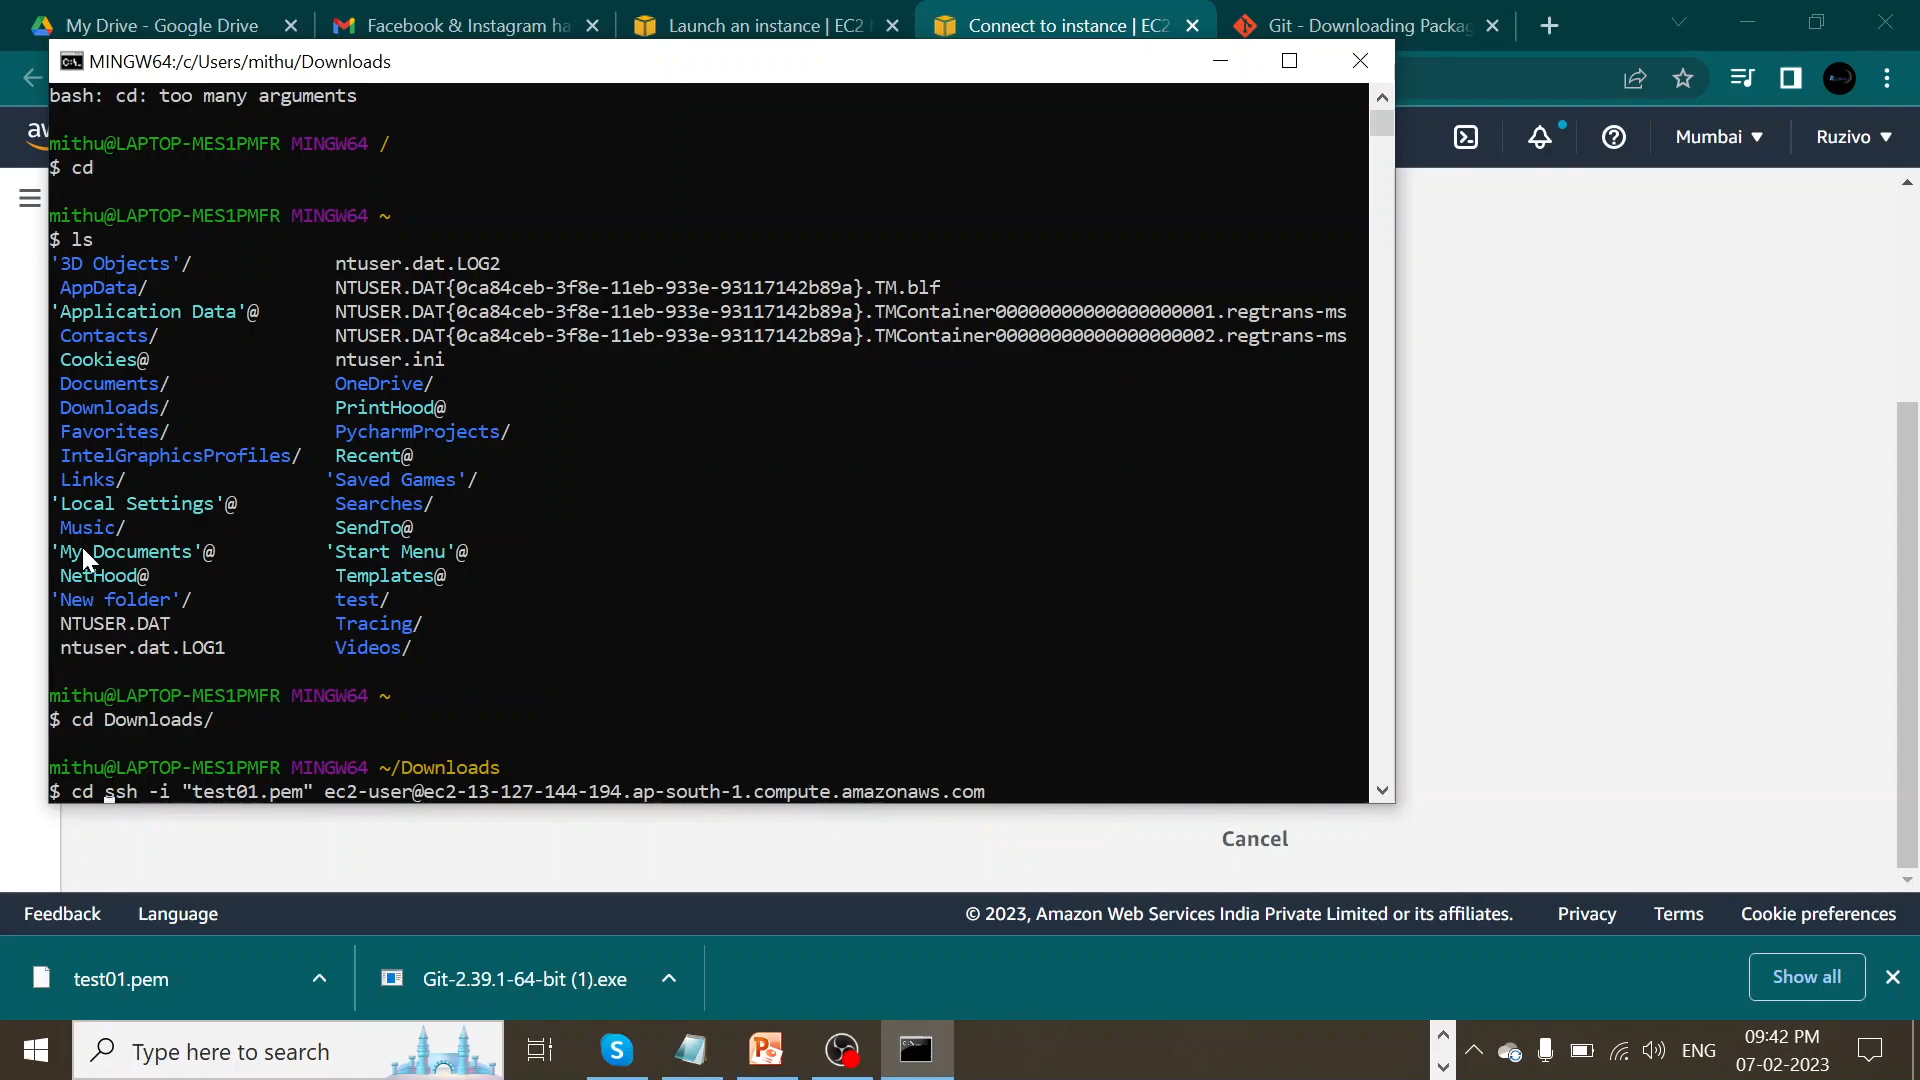 My Drive - Google Drive
Facebook & Instagram ha
Launch an instance | EC2
Connect to instance | EC2
Git - Downloading Packag
MINGW64:/c/Users/mithu/Downloads
Mumbai
Ruzivo
bash: cd: too many arguments
mithu@LAPTOP-MES1PMFR MINGW64 /
$ cd
mithu@LAPTOP-MES1PMFR MINGW64 ~
$ ls
'3D Objects'/ ntuser.dat.LOG2
AppData/ NTUSER.DAT{0ca84ceb-3f8e-11eb-933e-93117142b89a}.TM.blf
'Application Data'@ NTUSER.DAT{0ca84ceb-3f8e-11eb-933e-93117142b89a}.TMContainer00000000000000000001.regtrans-ms
Contacts/ NTUSER.DAT{0ca84ceb-3f8e-11eb-933e-93117142b89a}.TMContainer00000000000000000002.regtrans-ms
Cookies@ ntuser.ini
Documents/ OneDrive/
Downloads/ PrintHood@
Favorites/ PycharmProjects/
IntelGraphicsProfiles/ Recent@
Links/ 'Saved Games'/
'Local Settings'@ Searches/
Music/ SendTo@
'My Documents'@ 'Start Menu'@
NetHood@ Templates@
'New folder'/ test/
NTUSER.DAT Tracing/
ntuser.dat.LOG1 Videos/
mithu@LAPTOP-MES1PMFR MINGW64 ~
$ cd Downloads/
mithu@LAPTOP-MES1PMFR MINGW64 ~/Downloads
$ cd ssh -i "test01.pem" ec2-user@ec2-13-127-144-194.ap-south-1.compute.amazonaws.com
Cancel
Feedback Language © 2023, Amazon Web Services India Private Limited or its affiliates. Privacy Terms Cookie preferences
test01.pem
Git-2.39.1-64-bit (1).exe
Show all
Type here to search
ENG
09:42 PM
07-02-2023